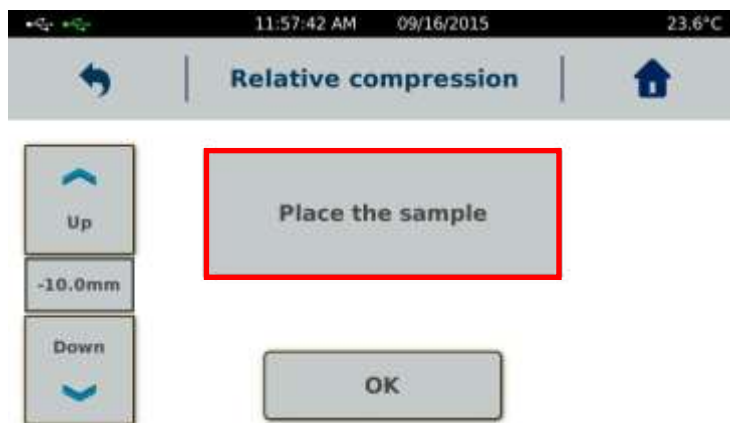 11:57:42 AM 09/16/2015 23.6°C
Relative compression
Up
Place the sample
-10.0mm
Down
OK